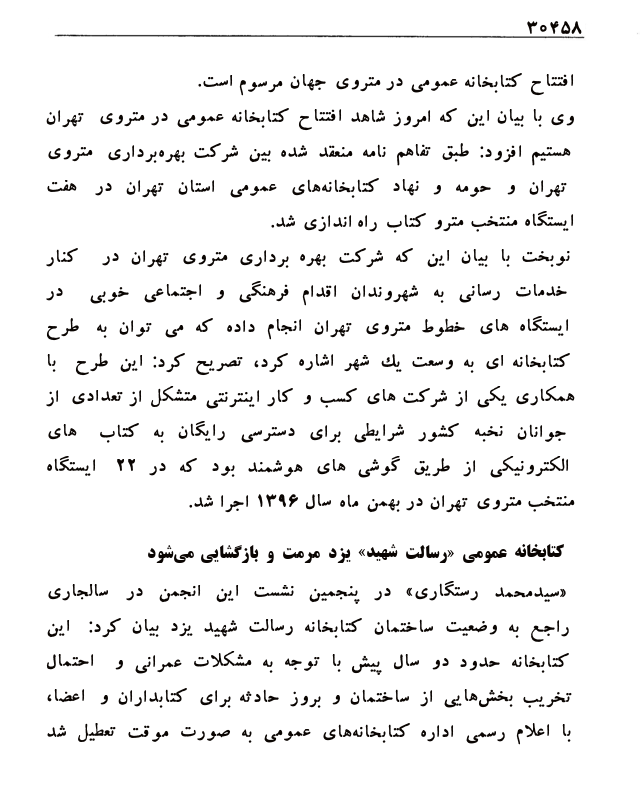 ۳۰۴۵۸
افتتاح کتابخانه عمومی در متروی جهان مرسوم است.
وی با بیان این که امروز شاهد افتتاح کتابخانه عمومی در متروی تهران
هستیم افزود: طبق تفاهم نامه منعقد شده بین شرکت بهره‌برداری متروی
تهران و حومه و نهاد کتابخانه‌های عمومی استان تهران در هفت
ایستگاه منتخب مترو کتاب راه اندازی شد.
نوبخت با بیان این که شرکت بهره برداری متروی تهران در کنار
خدمات رسانی به شهروندان اقدام فرهنگی و اجتماعی خوبی در
ایستگاه های خطوط متروی تهران انجام داده که می توان به طرح
کتابخانه ای به وسعت یك شهر اشاره کرد، تصریح کرد: این طرح با
همکاری یکی از شرکت های کسب و کار اینترنتی متشکل از تعدادی از
جوانان نخبه کشور شرایطی برای دسترسی رایگان به کتاب های
الکترونیکی از طریق گوشی های هوشمند بود که در ۲۲ ایستگاه
منتخب متروی تهران در بهمن ماه سال ۱۳۹۶ اجرا شد.
کتابخانه عمومی «رسالت شهید» یزد مرمت و بازگشایی می‌شود
«سیدمحمد رستگاری» در پنجمین نشست این انجمن در سالجاری
راجع به وضعیت ساختمان کتابخانه رسالت شهید یزد بیان کرد: این
کتابخانه حدود دو سال پیش با توجه به مشکلات عمرانی و احتمال
تخریب بخش‌هایی از ساختمان و بروز حادثه برای کتابداران و اعضا،
با اعلام رسمی اداره کتابخانه‌های عمومی به صورت موقت تعطیل شد